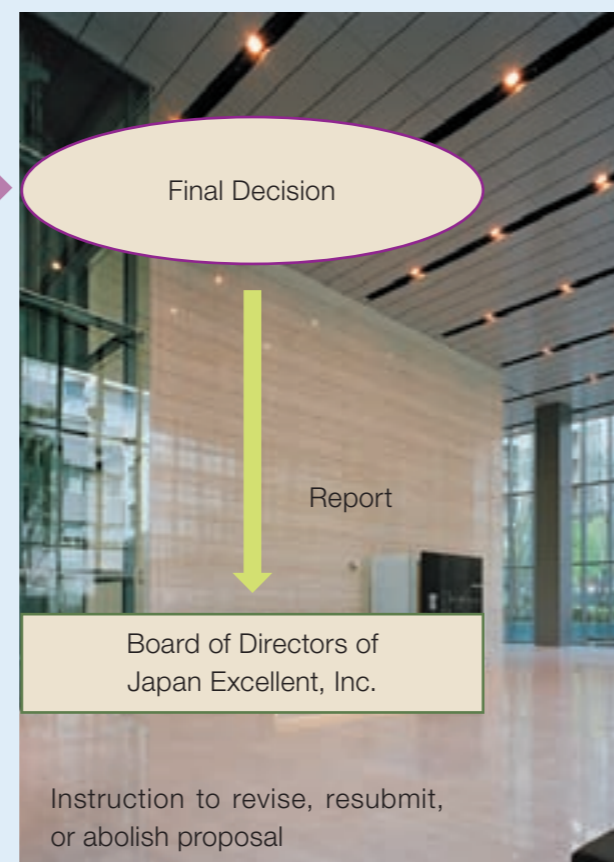 Final Decision
Report
Board of Directors of
Japan Excellent, Inc.
Instruction to revise, resubmit,
or abolish proposal